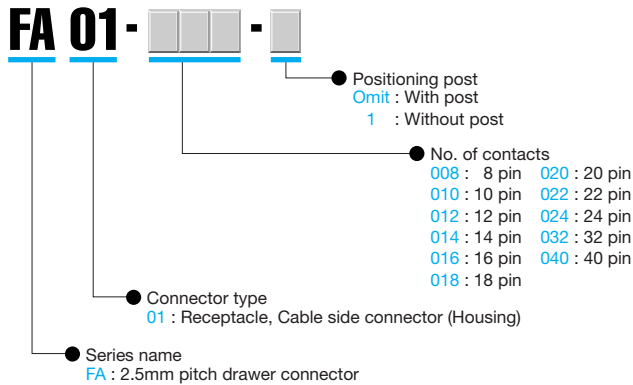 FA 01 - -
Positioning post
Omit : With post
1 : Without post
No. of contacts
008 : 8 pin 020 : 20 pin
010 : 10 pin 022 : 22 pin
012 : 12 pin 024 : 24 pin
014 : 14 pin 032 : 32 pin
016 : 16 pin 040 : 40 pin
018 : 18 pin
Connector type
01 : Receptacle, Cable side connector (Housing)
Series name
FA : 2.5mm pitch drawer connector